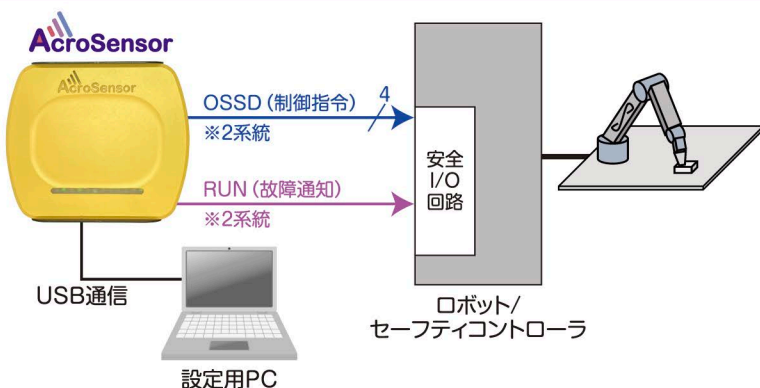 AcroSensor
AcroSensor
OSSD（制御指令）
4
※2系統
安全
I/O
回路
RUN（故障通知）
※2系統
USB通信
ロボット/
セーフティコントローラ
設定用PC